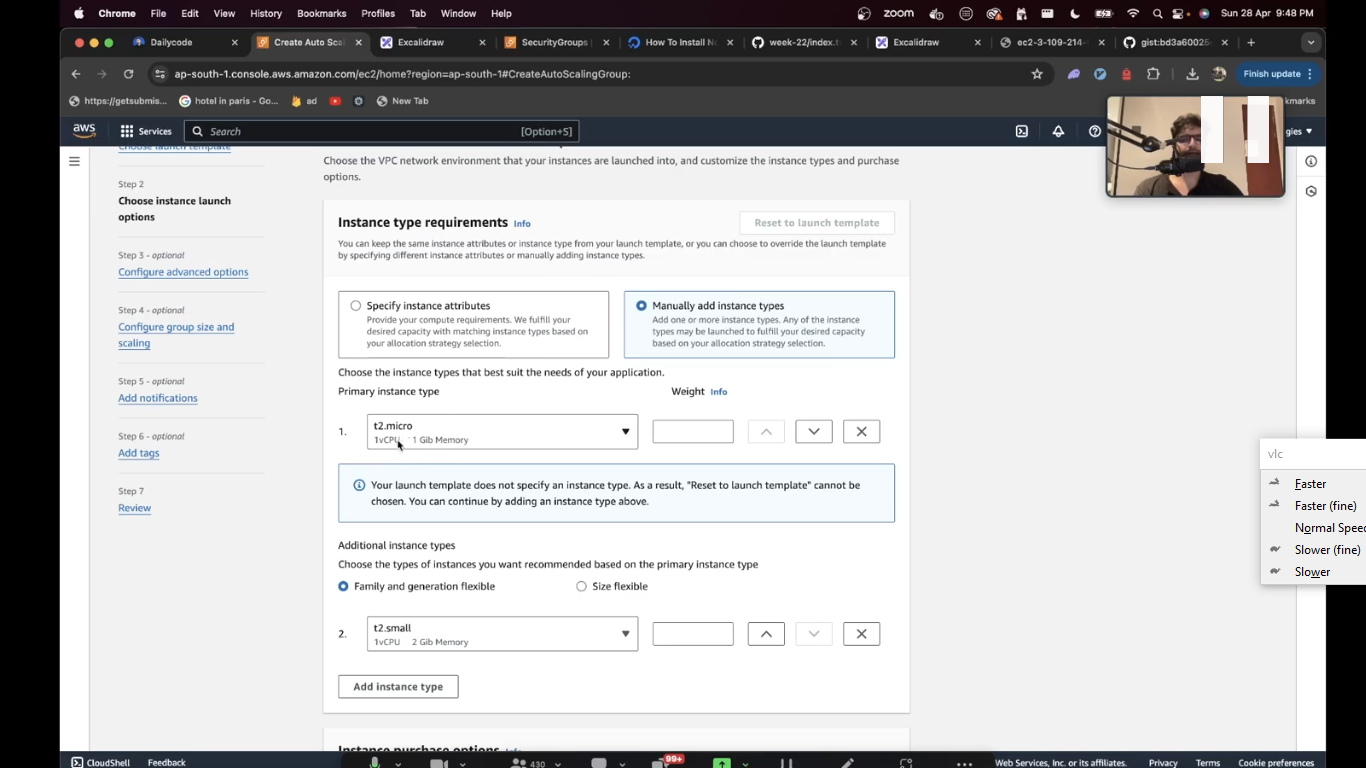 Chrome File Edit View History Bookmarks Profiles Tab Window Help
zoom
Sun 28 Apr 9:48 PM
Dailycode
Create Auto Sca
Excalidraw
SecurityGroups
How To Install N
week-22/index.t
Excalidraw
ec2-3-109-214-
gist:bd3a60025
ap-south-1.console.aws.amazon.com/ec2/home?region=ap-south-1#CreateAutoScalingGroup:
Finish update
https://getsubmis...
hotel in paris - Go...
ad
New Tab
kmarks
aws
Services
Search
[Option+S]
gies
Choose launch template
Step 2
Choose instance launch
options
Step 3 - optional
Configure advanced options
Step 4 - optional
Configure group size and
scaling
Step 5 - optional
Add notifications
Step 6 - optional
Add tags
Step 7
Review
Choose the VPC network environment that your instances are launched into, and customize the instance types and purchase
options.
Instance type requirements Info
Reset to launch template
You can keep the same instance attributes or instance type from your launch template, or you can choose to override the launch template
by specifying different instance attributes or manually adding instance types.
Specify instance attributes
Provide your compute requirements. We fulfill your
desired capacity with matching instance types based on
your allocation strategy selection.
Manually add instance types
Add one or more instance types. Any of the instance
types may be launched to fulfill your desired capacity
based on your allocation strategy selection.
Choose the instance types that best suit the needs of your application.
Primary instance type
Weight Info
1.
t2.micro
1vCPU 1 Gib Memory
Your launch template does not specify an instance type. As a result, "Reset to launch template" cannot be
chosen. You can continue by adding an instance type above.
Additional instance types
Choose the types of instances you want recommended based on the primary instance type
Family and generation flexible
Size flexible
2.
t2.small
1vCPU 2 Gib Memory
Add instance type
Instance purchase options Info
vlc
Faster
Faster (fine)
Normal Speed
Slower (fine)
Slower
CloudShell
Feedback
430
99+
Web Services, Inc. or its affiliates.
Privacy
Terms
Cookie preferences